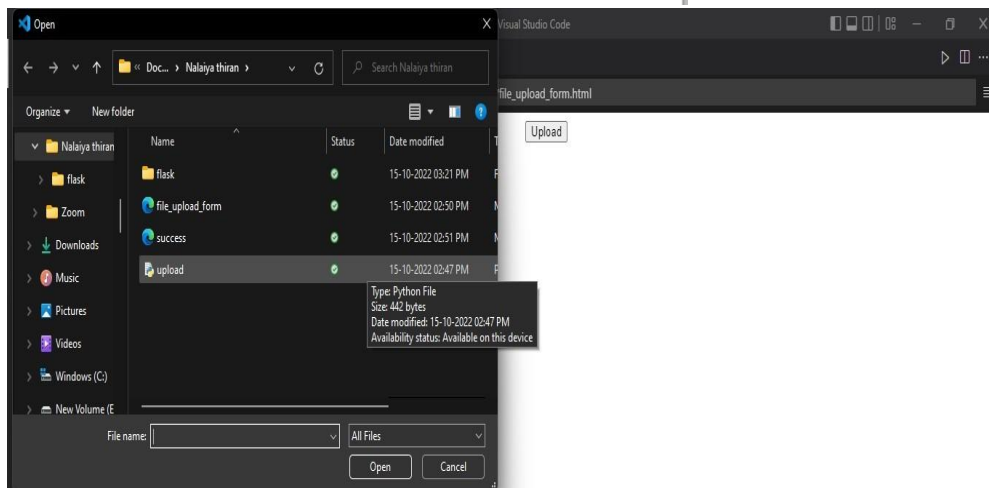 Open
Visual Studio Code
« Doc... › Nalaiya thiran ›
Search Nalaiya thiran
/file_upload_form.html
Organize
New folder
Upload
Name
Status
Date modified
T
Nalaiya thiran
flask
Zoom
Downloads
Music
Pictures
Videos
Windows (C:)
New Volume (E
flask
15-10-2022 03:21 PM
F
file_upload_form
15-10-2022 02:50 PM
success
15-10-2022 02:51 PM
upload
15-10-2022 02:47 PM
Type: Python File
Size: 442 bytes
Date modified: 15-10-2022 02:47 PM
Availability status: Available on this device
File name:
All Files
Open
Cancel